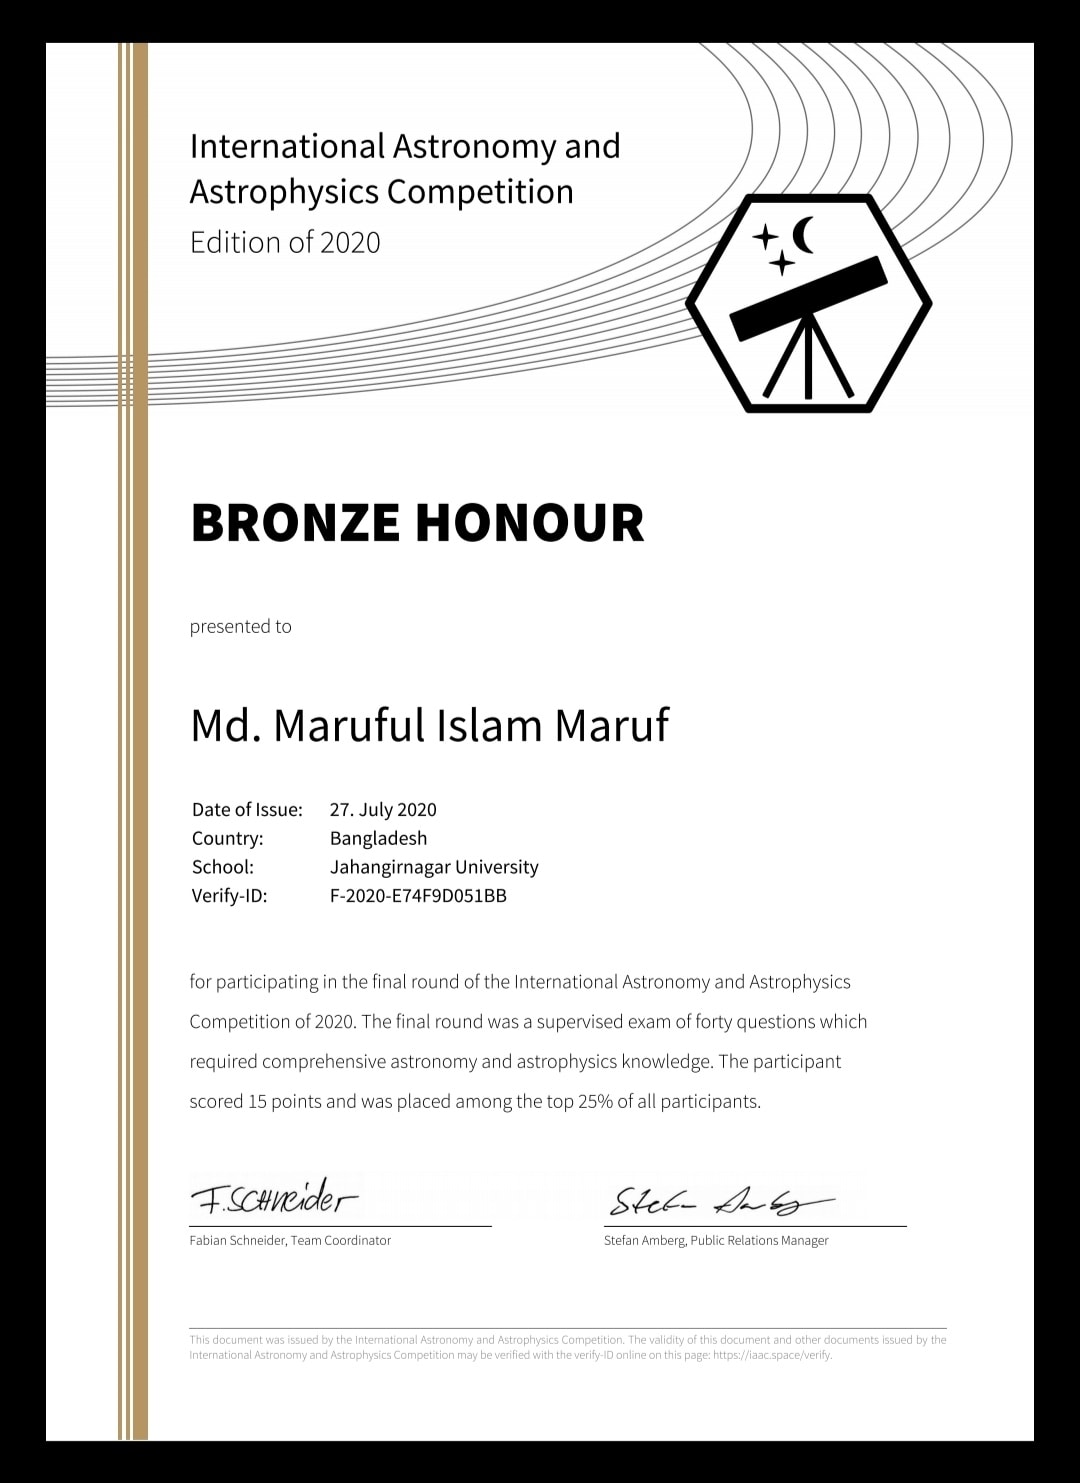 International Astronomy and
Astrophysics Competition
Edition of 2020
BRONZE HONOUR
presented to
Md. Maruful Islam Maruf
Date of Issue: 27. July 2020
Country: Bangladesh
School: Jahangirnagar University
Verify-ID: F-2020-E74F9D051BB
for participating in the final round of the International Astronomy and Astrophysics
Competition of 2020. The final round was a supervised exam of forty questions which
required comprehensive astronomy and astrophysics knowledge. The participant
scored 15 points and was placed among the top 25% of all participants.
F. SCHNeider Stefan Amberg
Fabian Schneider, Team Coordinator Stefan Amberg, Public Relations Manager
This document was issued by the International Astronomy and Astrophysics Competition. The validity of this document and other documents issued by the
International Astronomy and Astrophysics Competition may be verified with the verify-ID online on this page: https://iaac.space/verify.